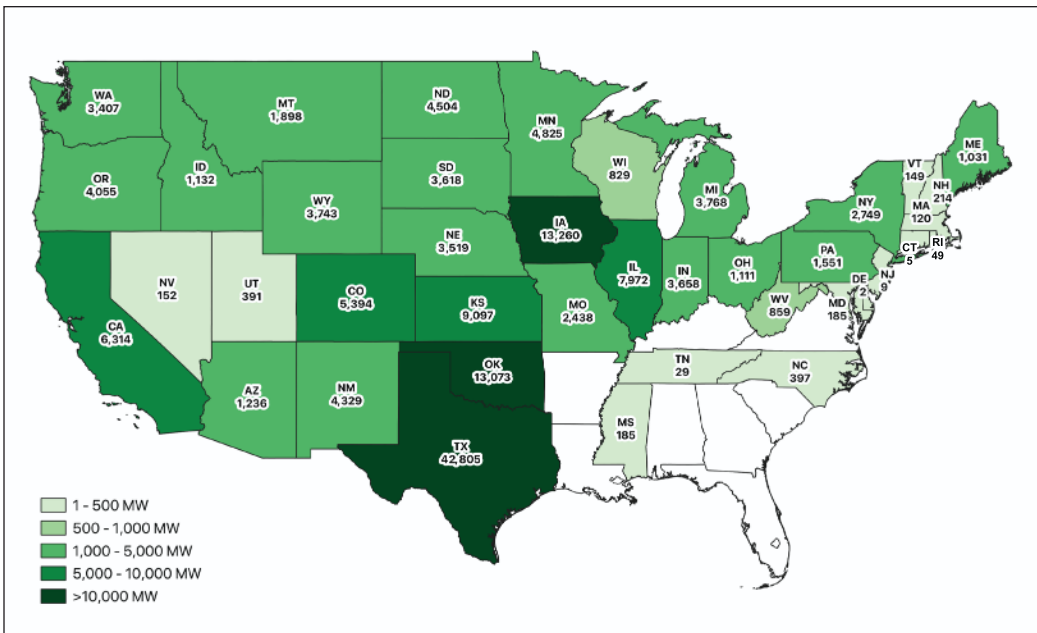 WA
3,407
MT
1,898
ND
4,504
MN
4,825
OR
4,055
ID
1,132
WY
3,743
SD
3,618
WI
829
MI
3,768
NY
2,749
VT
149
NH
214
ME
1,031
MA
120
CT
5
RI
49
NE
3,519
IA
13,260
IL
7,972
IN
3,658
OH
1,111
PA
1,551
NJ
9
DE
2
MD
185
WV
859
NV
152
UT
391
CO
5,394
KS
9,097
MO
2,438
CA
6,314
AZ
1,236
NM
4,329
OK
13,073
TN
29
NC
397
MS
185
TX
42,805
1 - 500 MW
500 - 1,000 MW
1,000 - 5,000 MW
5,000 - 10,000 MW
>10,000 MW